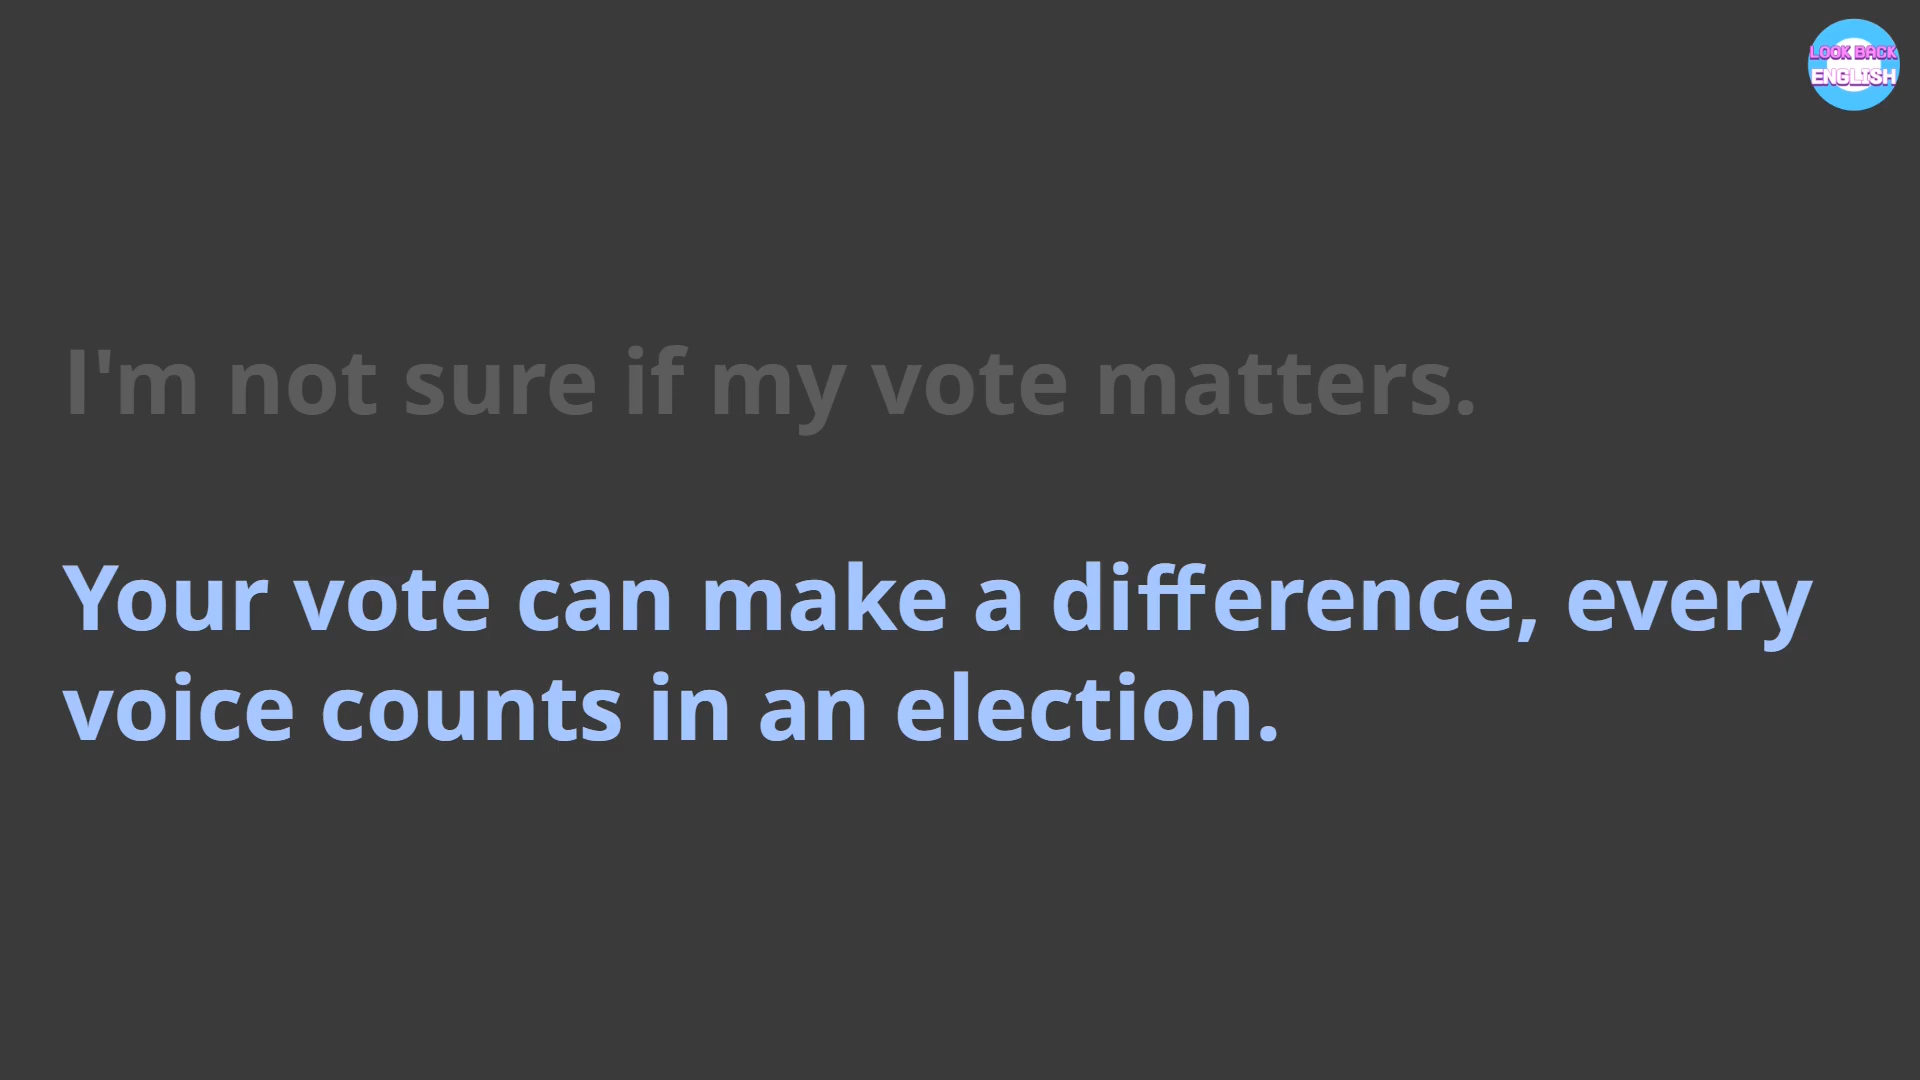 LOOK BACK
ENGLISH
I'm not sure if my vote matters.
Your vote can make a difference, every
voice counts in an election.